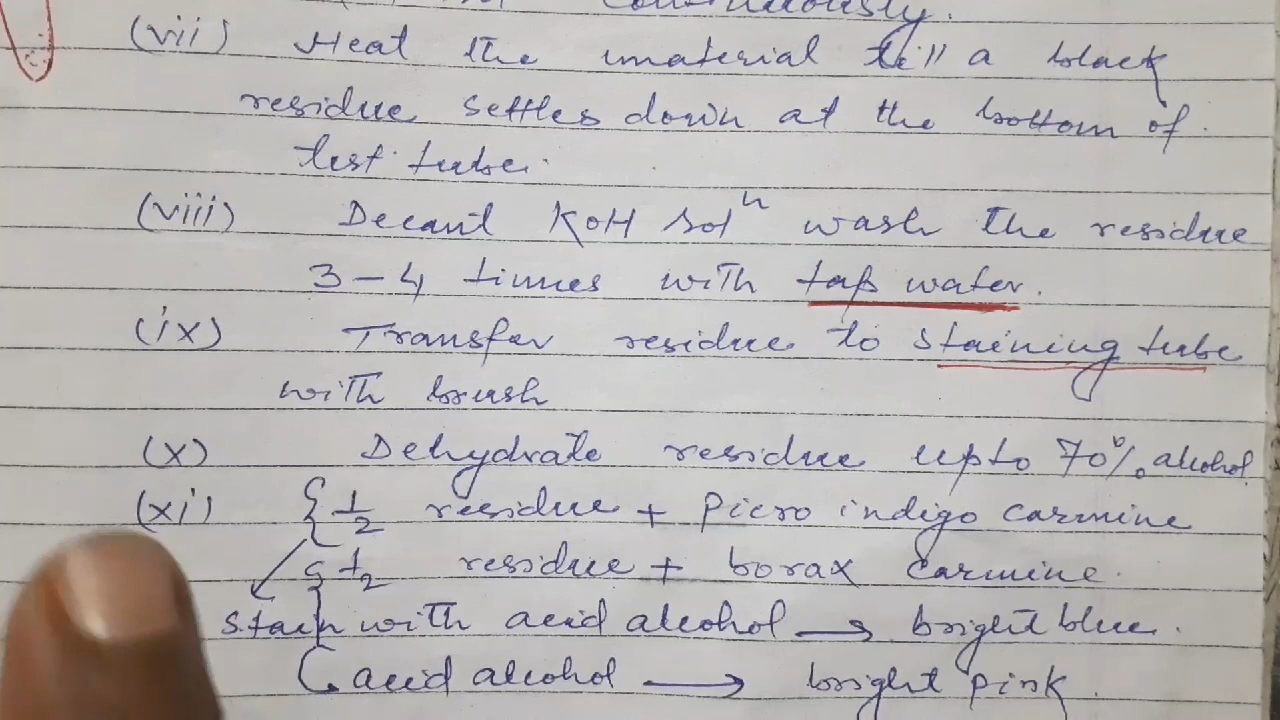 continuously.
(vii) Heat the material till a black
residue settles down at the bottom of.
test tube.
(viii) Decant KOH solⁿ wash the residue
3-4 times with tap water.
(ix) Transfer residue to staining tube
with brush
(x) Dehydrate residue upto 70% alcohol
(xi) { 1/2 residue + Picro indigo carmine
{ 1/2 residue + borax carmine.
stain with acid alcohol → bright blue.
acid alcohol → bright pink.